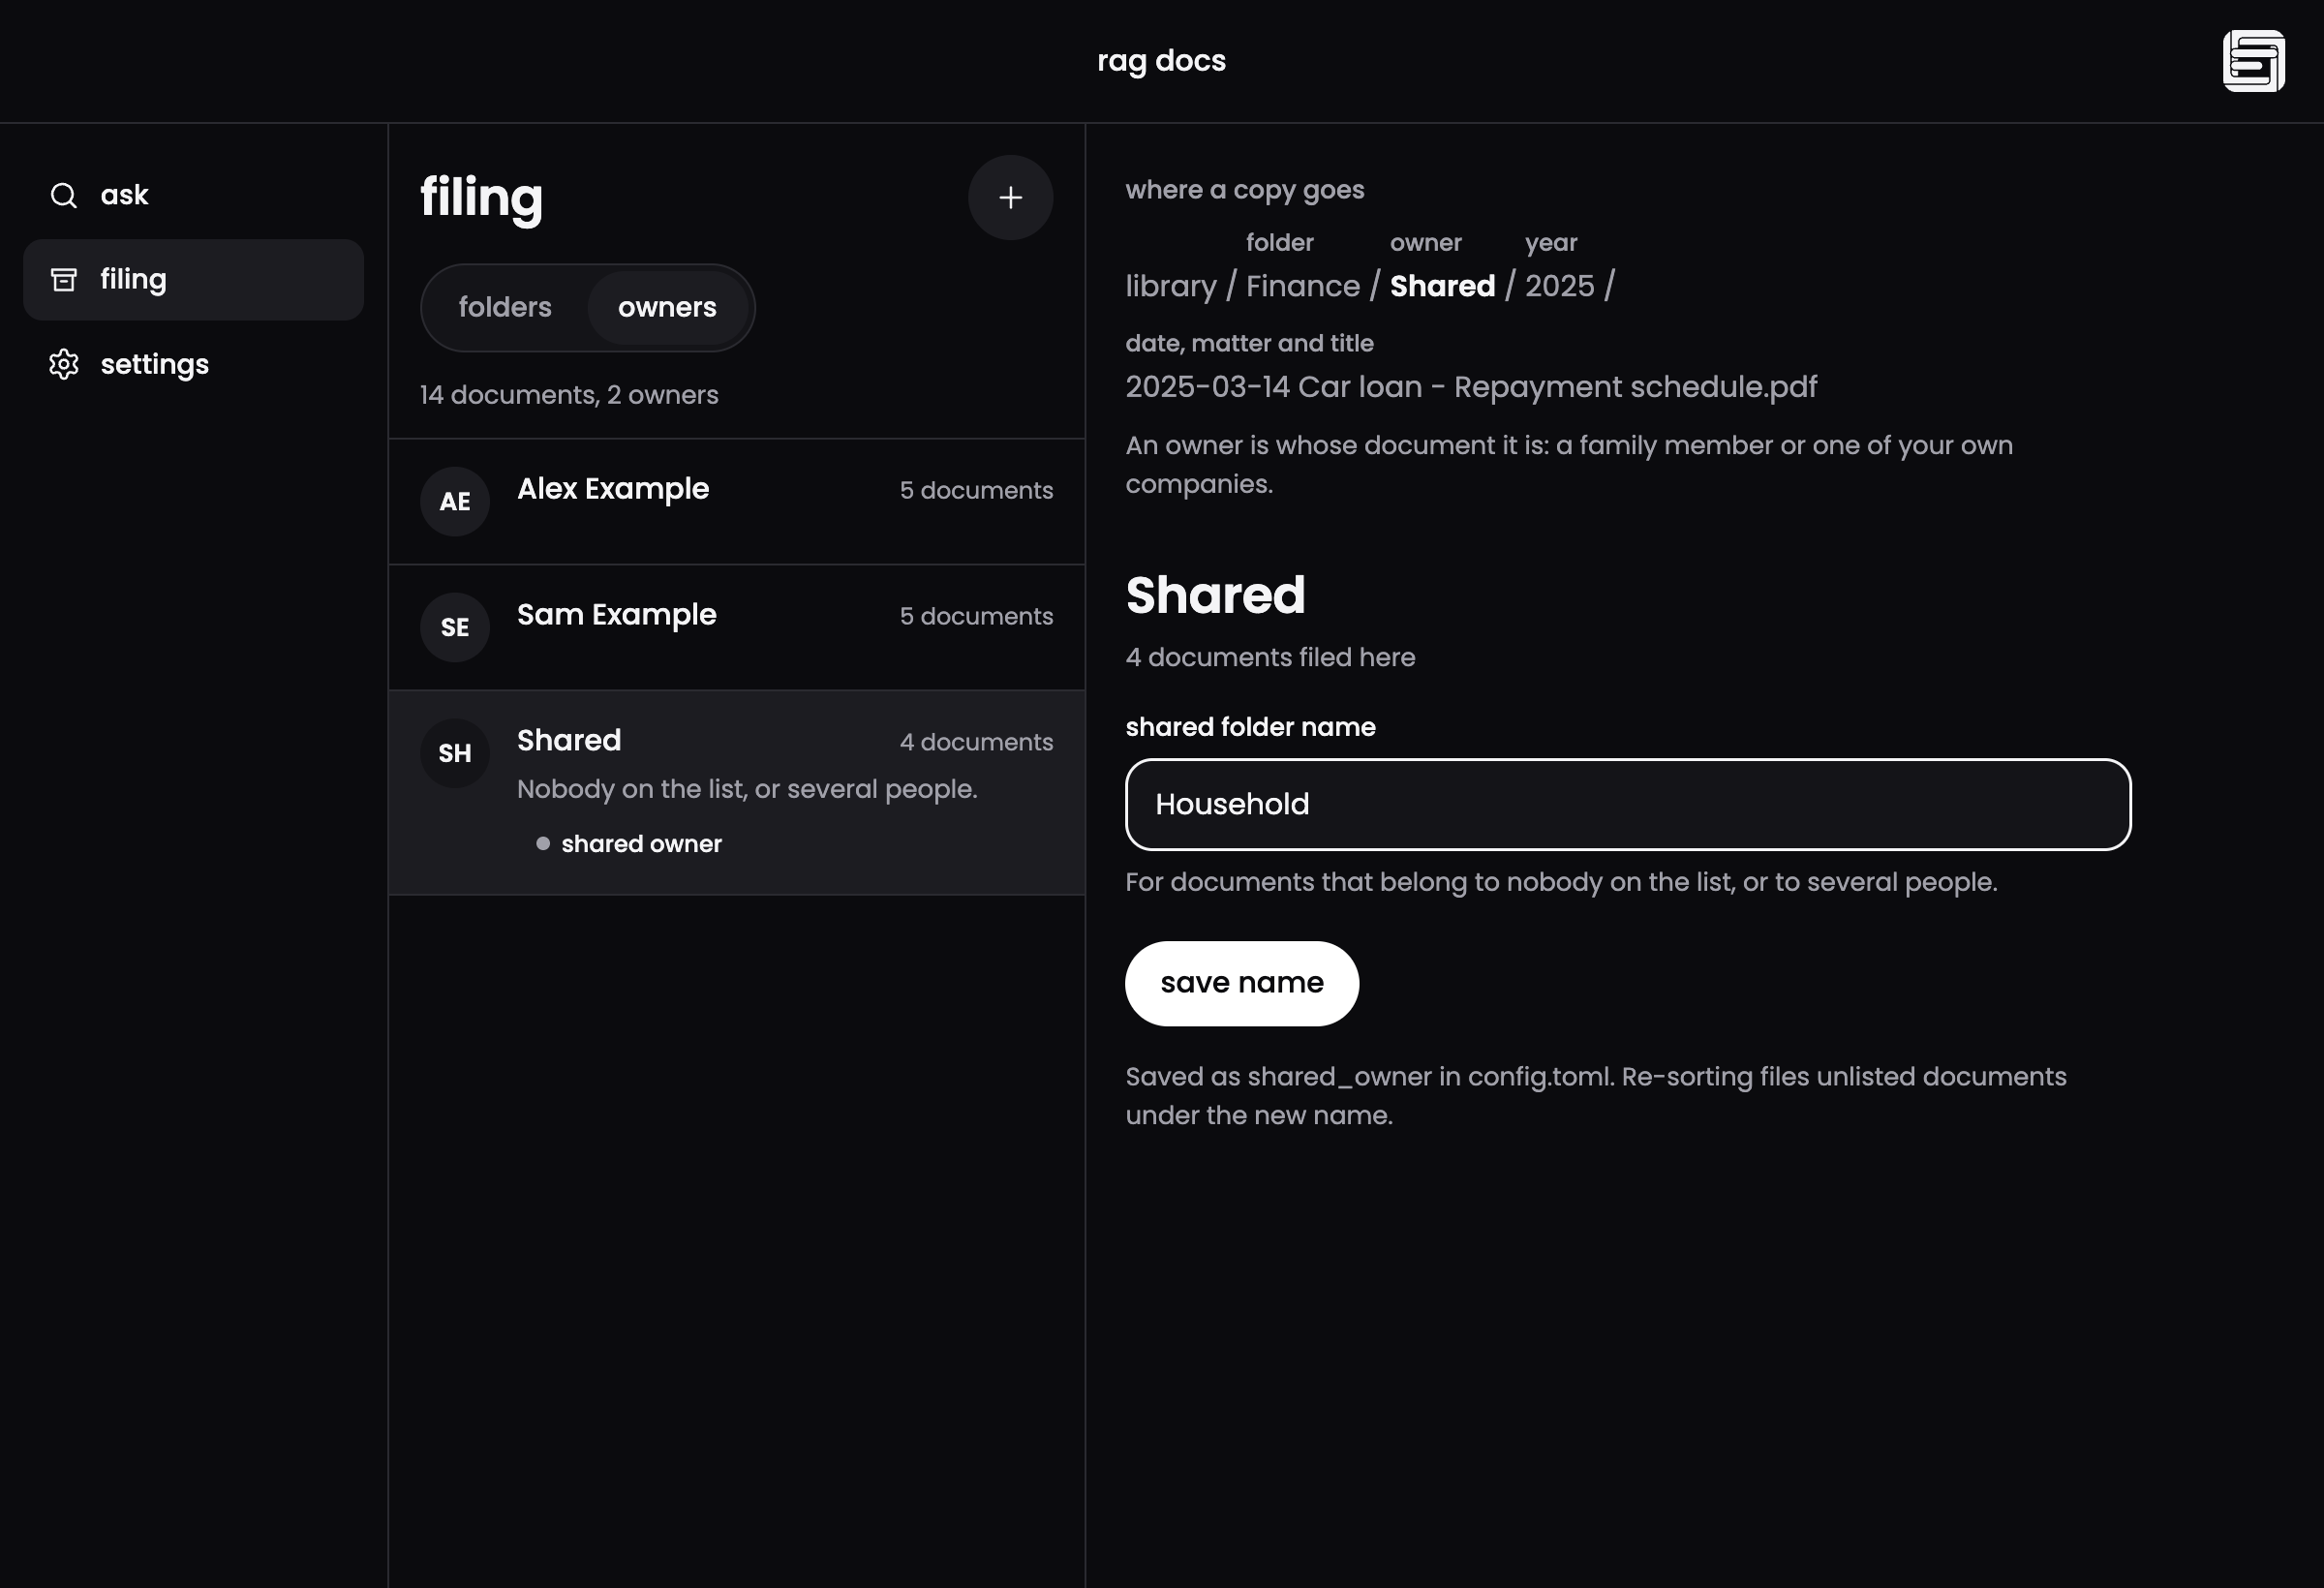 rag docs
ask
filing
settings
filing
+
folders owners
14 documents, 2 owners
AE Alex Example 5 documents
SE Sam Example 5 documents
SH Shared 4 documents
Nobody on the list, or several people.
shared owner
where a copy goes
folder owner year
library / Finance / Shared / 2025 /
date, matter and title
2025-03-14 Car loan - Repayment schedule.pdf
An owner is whose document it is: a family member or one of your own
companies.
Shared
4 documents filed here
shared folder name
Household
For documents that belong to nobody on the list, or to several people.
save name
Saved as shared_owner in config.toml. Re-sorting files unlisted documents
under the new name.